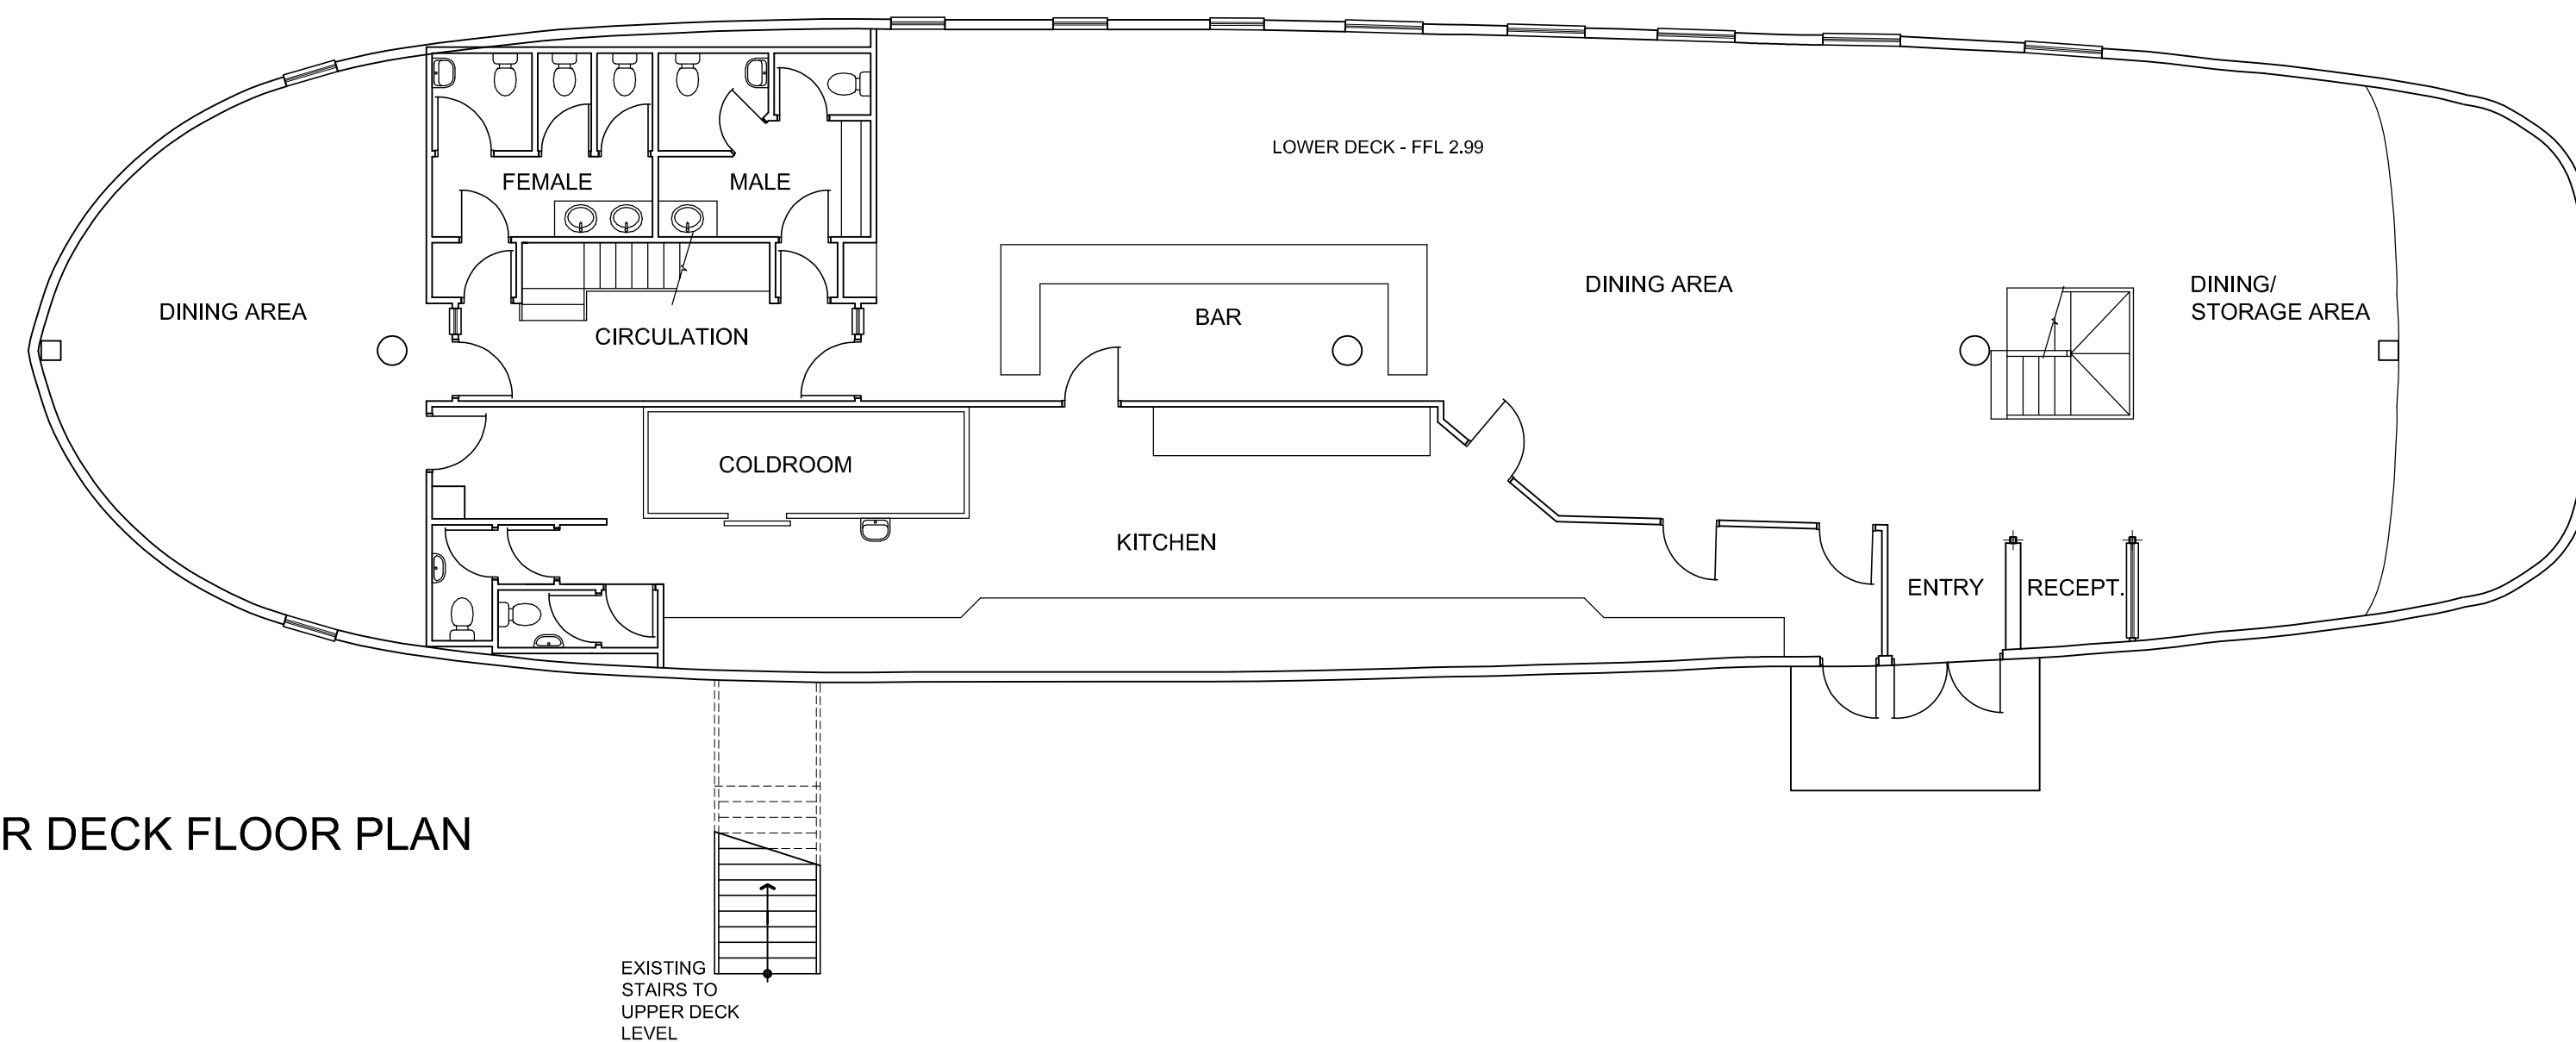 LOWER DECK - FFL 2.99
FEMALE
MALE
DINING AREA
CIRCULATION
BAR
DINING AREA
DINING/
STORAGE AREA
COLDROOM
KITCHEN
ENTRY
RECEPT.
R DECK FLOOR PLAN
EXISTING
STAIRS TO
UPPER DECK
LEVEL